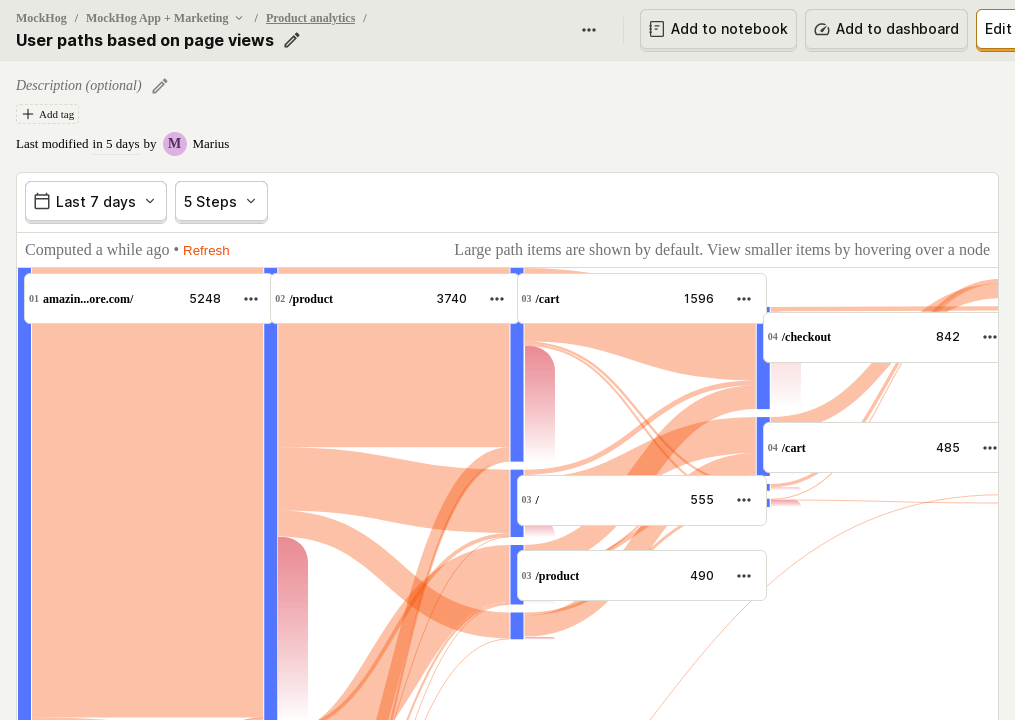 MockHog / MockHog App + Marketing / Product analytics /
User paths based on page views
Add to notebook
Add to dashboard
Edit
Description (optional)
Add tag
Last modified in 5 days by M Marius
Last 7 days
5 Steps
Computed a while ago • Refresh
Large path items are shown by default. View smaller items by hovering over a node
01 amazin...ore.com/ 5248
02 /product 3740
03 /cart 1596
04 /checkout 842
04 /cart 485
03 / 555
03 /product 490